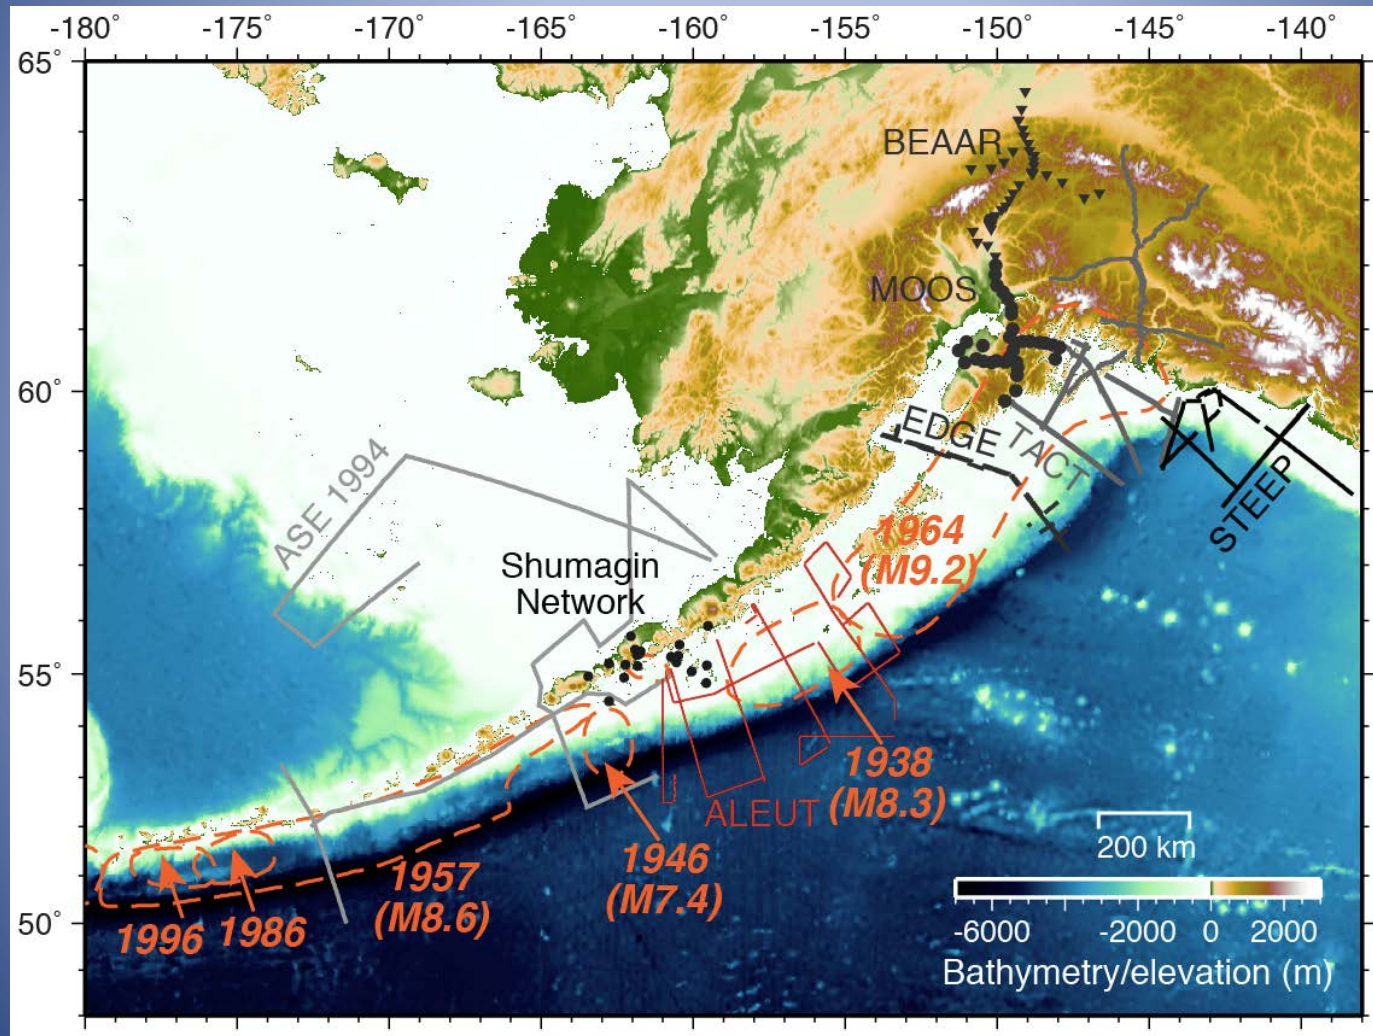 -180° -175° -170° -165° -160° -155° -150° -145° -140°
65°
60°
55°
50°
BEAAR
MOOS
EDGE
TACT
STEEP
ASE 1994
Shumagin
Network
1964
(M9.2)
1938
(M8.3)
ALEUT
1946
(M7.4)
1957
(M8.6)
1996
1986
200 km
-6000 -2000 0 2000
Bathymetry/elevation (m)